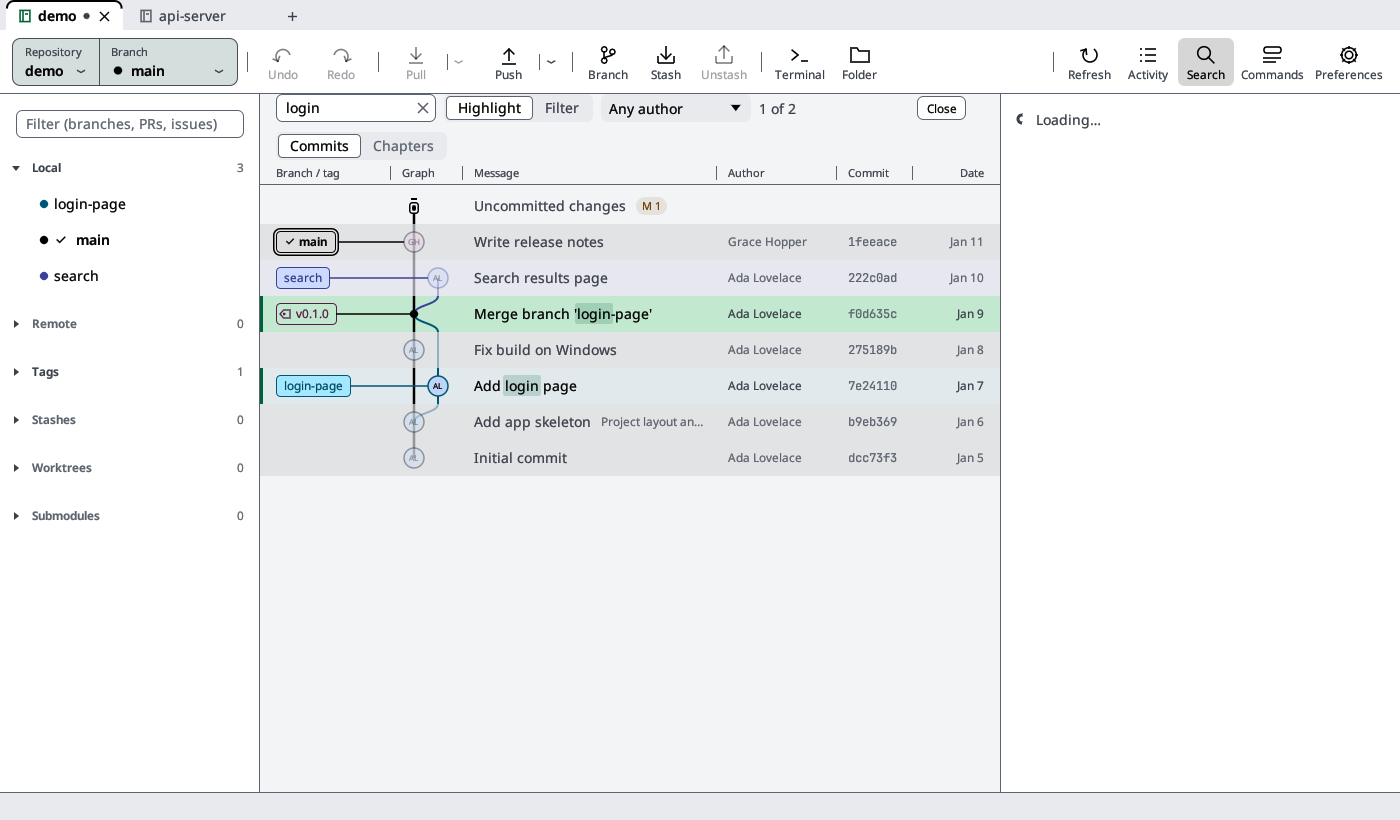 demo
api-server
+
Repository
demo
Branch
main
Undo
Redo
Pull
Push
Branch
Stash
Unstash
Terminal
Folder
Refresh
Activity
Search
Commands
Preferences
Filter (branches, PRs, issues)
Local 3
login-page
main
search
Remote 0
Tags 1
Stashes 0
Worktrees 0
Submodules 0
login
Highlight
Filter
Any author
1 of 2
Close
Commits
Chapters
Branch / tag Graph Message Author Commit Date
Uncommitted changes M 1
main GH Write release notes Grace Hopper 1feeace Jan 11
search AL Search results page Ada Lovelace 222c0ad Jan 10
v0.1.0 Merge branch 'login-page' Ada Lovelace f0d635c Jan 9
AL Fix build on Windows Ada Lovelace 275189b Jan 8
login-page AL Add login page Ada Lovelace 7e24110 Jan 7
AL Add app skeleton Project layout an... Ada Lovelace b9eb369 Jan 6
AL Initial commit Ada Lovelace dcc73f3 Jan 5
Loading...